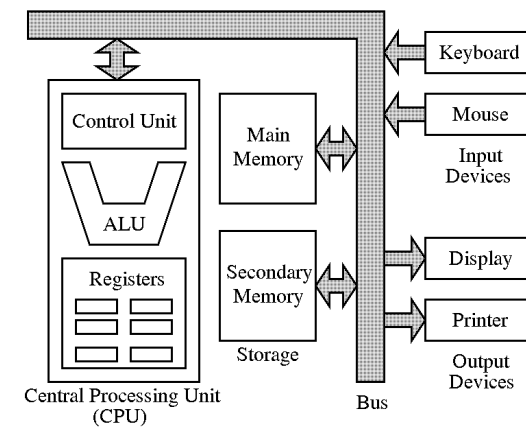 Control Unit
ALU
Registers
Central Processing Unit
(CPU)
Main
Memory
Secondary
Memory
Storage
Bus
Keyboard
Mouse
Input
Devices
Display
Printer
Output
Devices